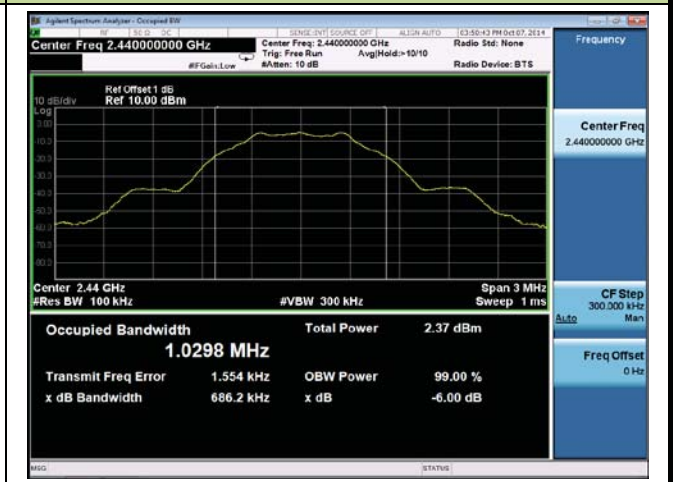 Agilent Spectrum Analyzer - Occupied BW
RF 50 Ω DC SENSE:INT SOURCE OFF ALIGN AUTO 03:50:43 PM Oct 07, 2014
Center Freq 2.440000000 GHz Center Freq: 2.440000000 GHz Radio Std: None Frequency
Trig: Free Run Avg|Hold:>10/10
#IFGain:Low #Atten: 10 dB Radio Device: BTS
Ref Offset 1 dB
10 dB/div Ref 10.00 dBm
Log
Center Freq
2.440000000 GHz
Center 2.44 GHz Span 3 MHz
#Res BW 100 kHz #VBW 300 kHz Sweep 1 ms
CF Step
300.000 kHz
Auto Man
Occupied Bandwidth Total Power 2.37 dBm
1.0298 MHz
Freq Offset
0 Hz
Transmit Freq Error 1.554 kHz OBW Power 99.00 %
x dB Bandwidth 686.2 kHz x dB -6.00 dB
MSG STATUS